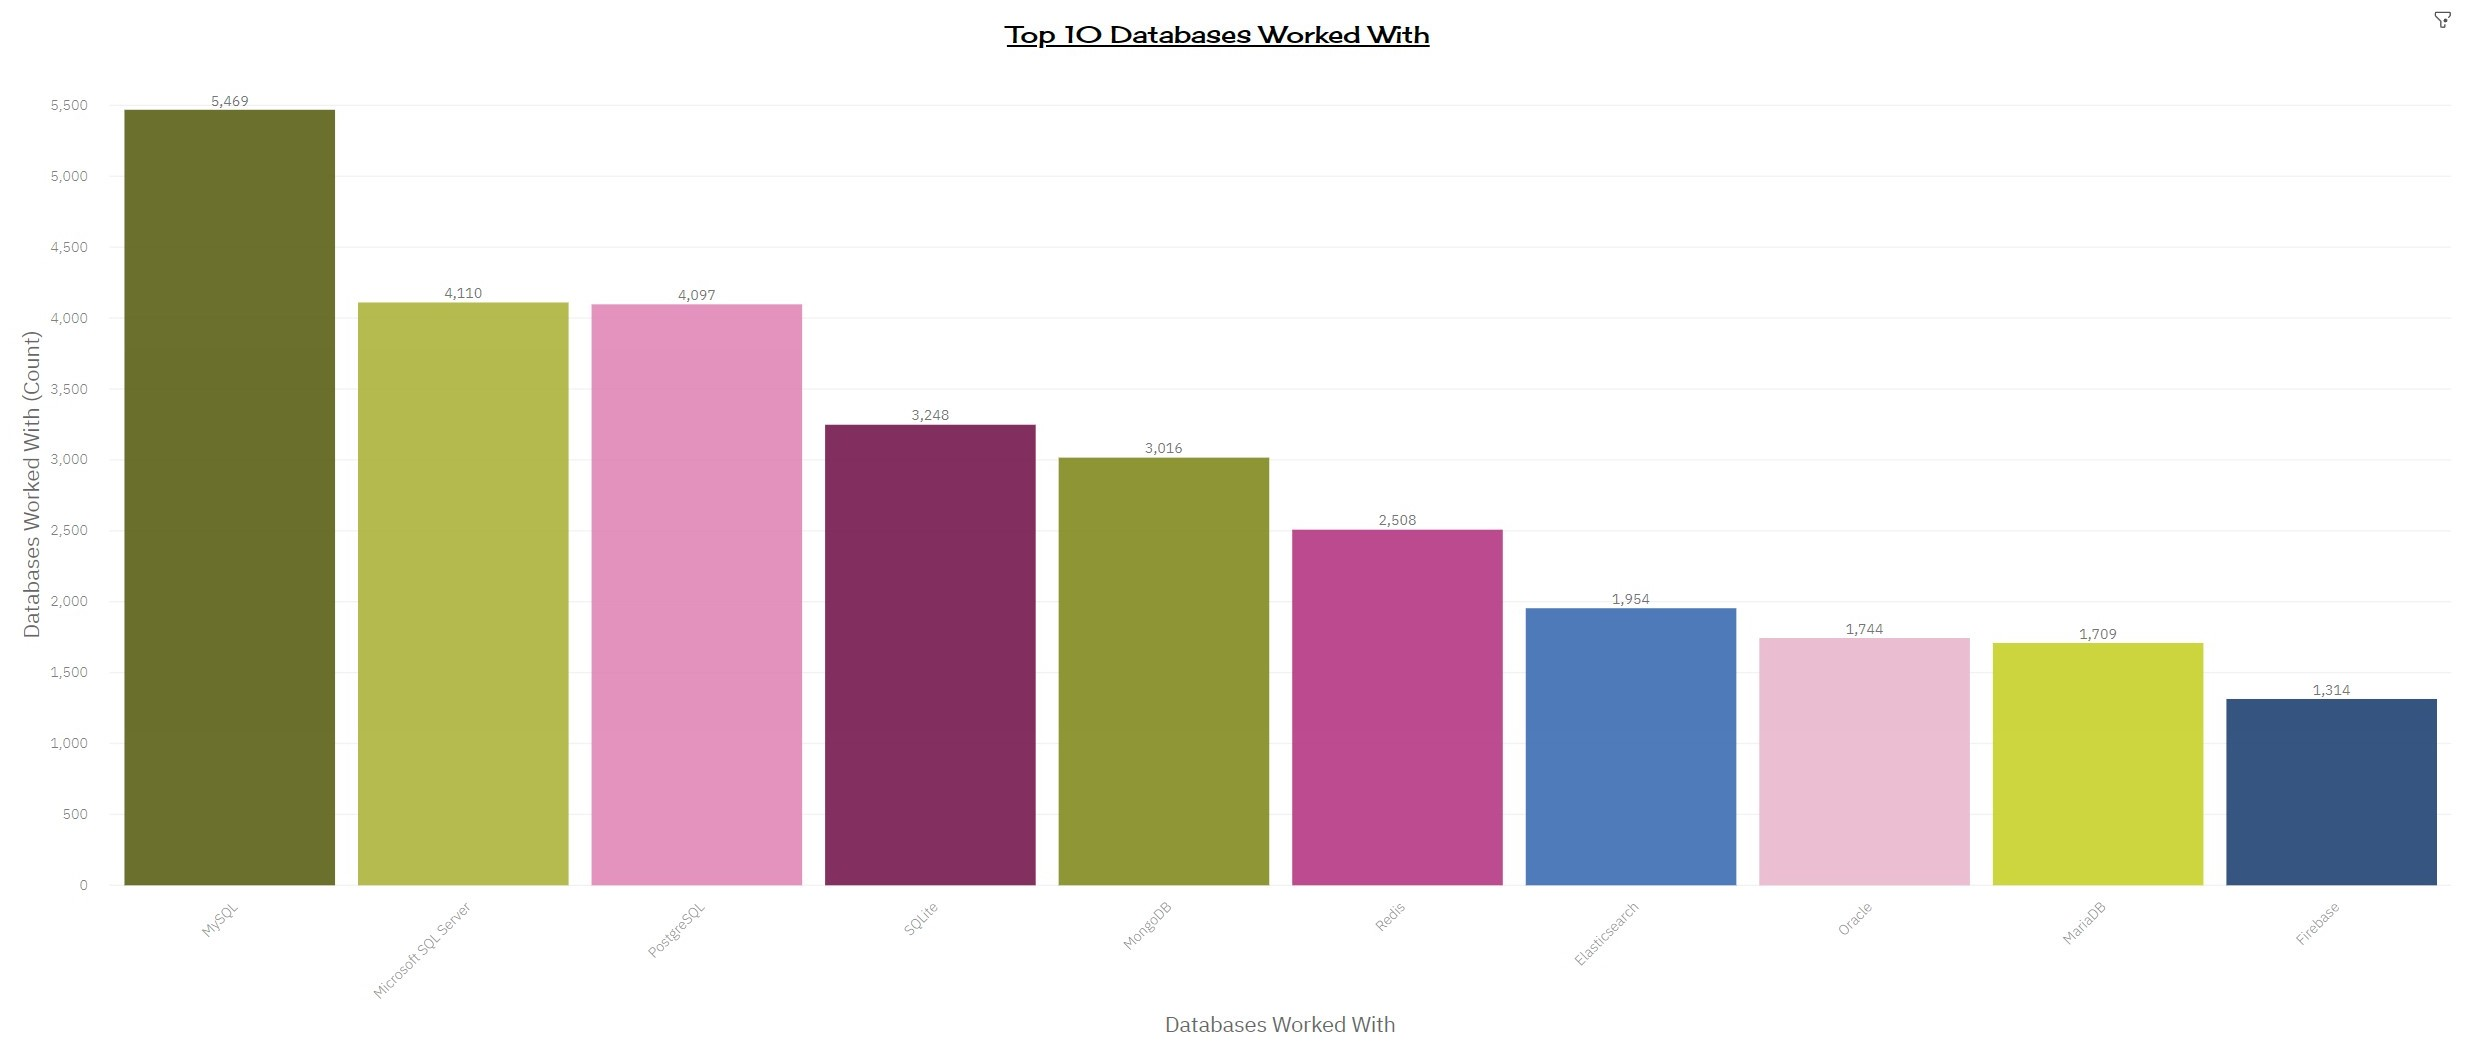 Top 10 Databases Worked With
Databases Worked With (Count)
5,500
5,000
4,500
4,000
3,500
3,000
2,500
2,000
1,500
1,000
500
0
5,469
4,110
4,097
3,248
3,016
2,508
1,954
1,744
1,709
1,314
MySQL
Microsoft SQL Server
PostgreSQL
SQLite
MongoDB
Redis
Elasticsearch
Oracle
MariaDB
Firebase
Databases Worked With